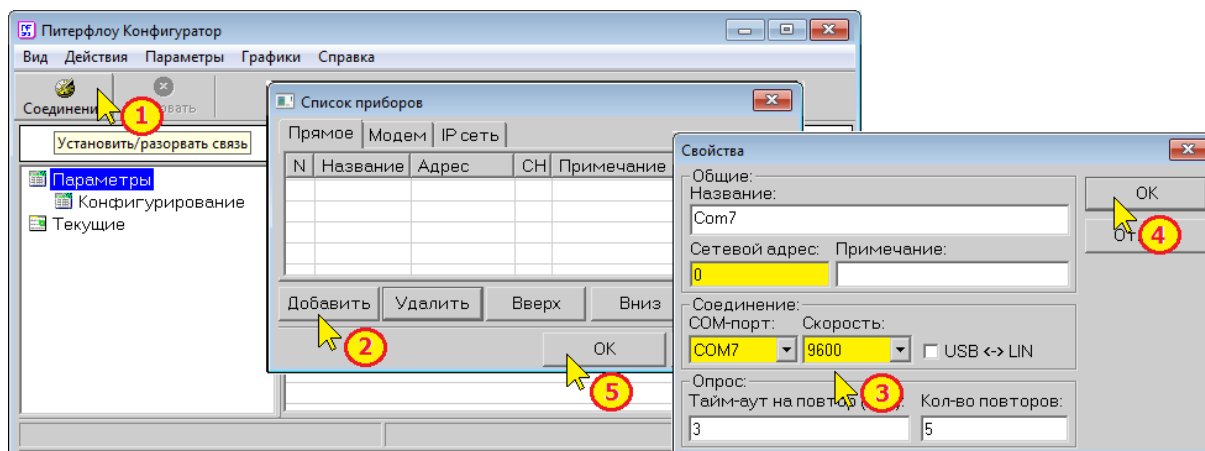 Питерфлоу Конфигуратор
Вид Действия Параметры Графики Справка
Соединени
1
Установить/разорвать связь
Параметры
Конфигурирование
Текущие
Список приборов
Прямое Модем IP сеть
N Название Адрес СН Примечание
Добавить Удалить Вверх Вниз
2
OK
5
Свойства
Общие:
Название:
Com7
Сетевой адрес: Примечание:
0
Соединение:
COM-порт: Скорость:
COM7 9600 USB <-> LIN
3
Опрос:
Тайм-аут на повтор Кол-во повторов:
3 5
OK
4